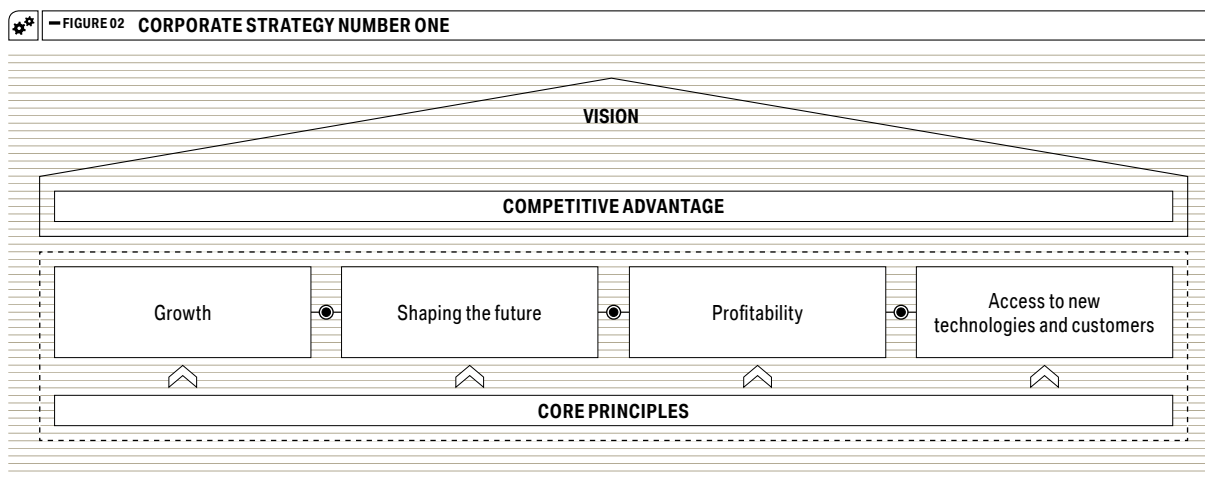 FIGURE 02 CORPORATE STRATEGY NUMBER ONE
VISION
COMPETITIVE ADVANTAGE
Growth
Shaping the future
Profitability
Access to new
technologies and customers
CORE PRINCIPLES